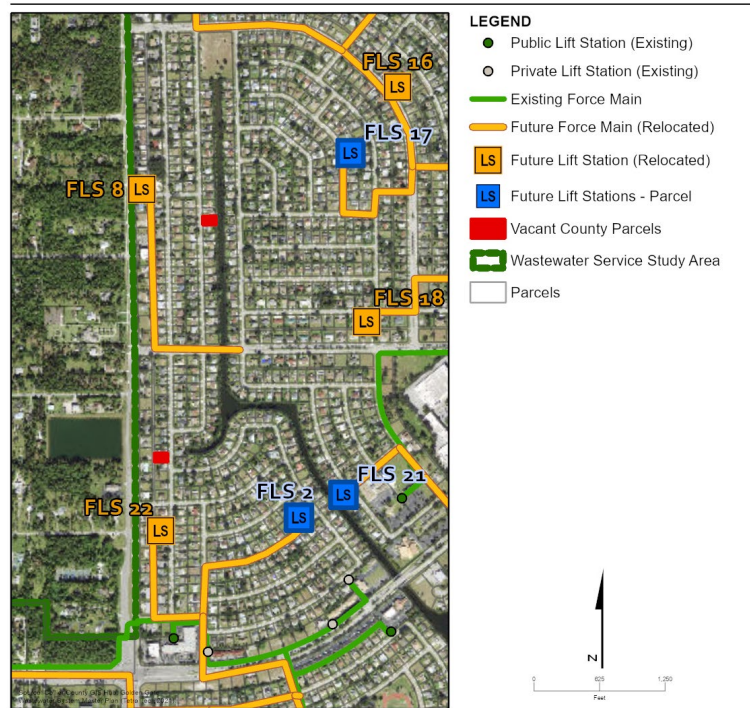 LEGEND
Public Lift Station (Existing)
Private Lift Station (Existing)
Existing Force Main
Future Force Main (Relocated)
LS Future Lift Station (Relocated)
LS Future Lift Stations - Parcel
Vacant County Parcels
Wastewater Service Study Area
Parcels
FLS 16
LS
FLS 17
LS
FLS 8 LS
FLS 18
LS
FLS 21
LS
FLS 2
LS
FLS 22
LS
N
0 625 1,250
Feet